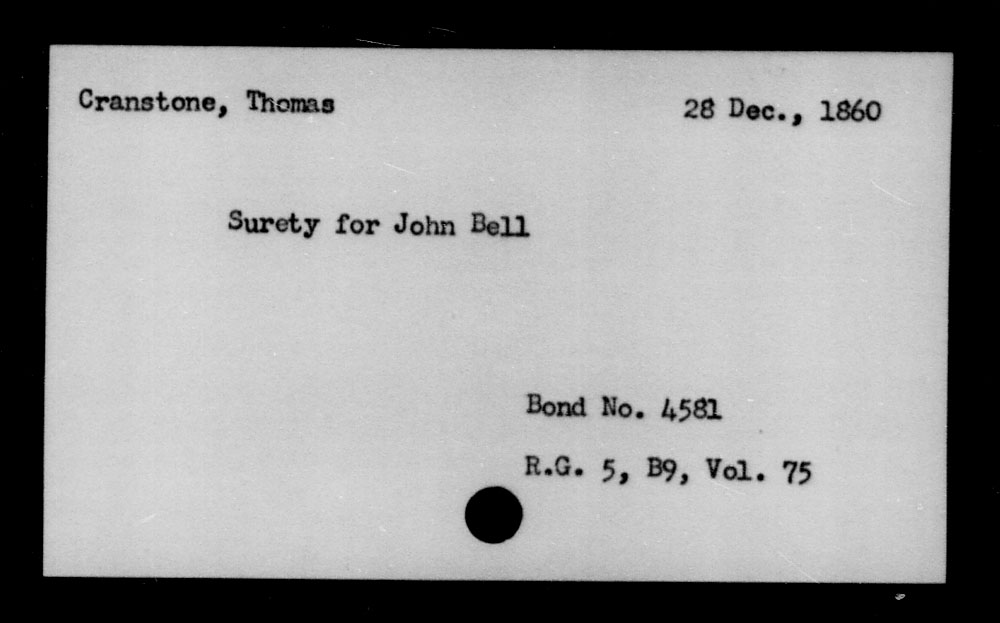 Cranstone, Thomas 28 Dec., 1860
Surety for John Bell
Bond No. 4581
R.G. 5, B9, Vol. 75